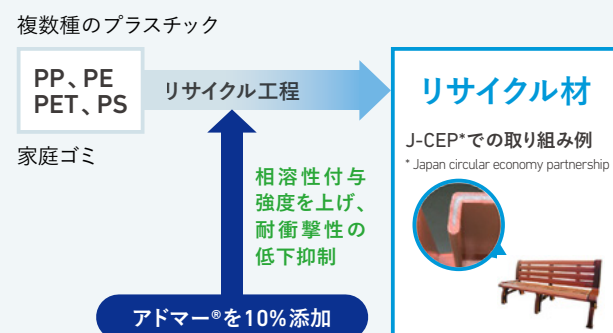 複数種のプラスチック
PP、PE
PET、PS
リサイクル工程
家庭ゴミ
相溶性付与
強度を上げ、
耐衝撃性の
低下抑制
アドマー®を10%添加
リサイクル材
J-CEP*での取り組み例
* Japan circular economy partnership